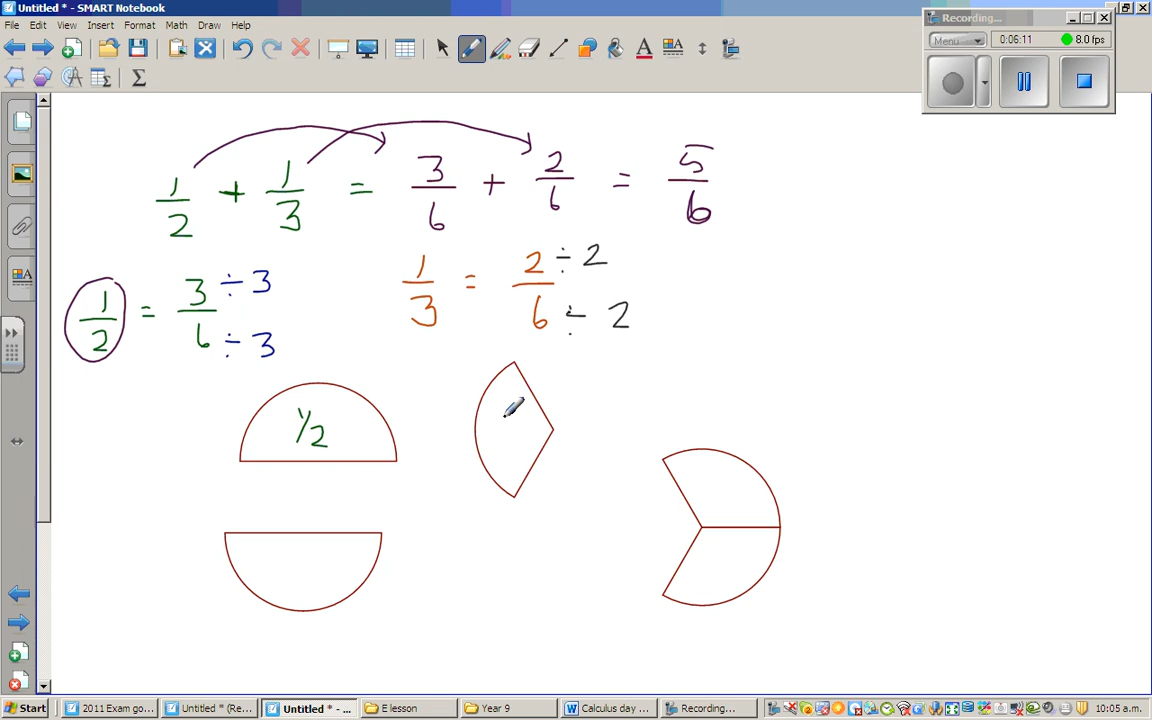 Untitled * - SMART Notebook
File Edit View Insert Format Math Draw Help
Recording...
Menu 0:06:11 8.0 fps
1/2 + 1/3 = 3/6 + 2/6 = 5/6
1/2 = 3/6 ÷3 ÷3
1/3 = 2/6 ÷2 ÷2
1/2
Start 2011 Exam go... Untitled * (Re... Untitled * - ... E lesson Year 9 Calculus day ... Recording... 10:05 a.m.